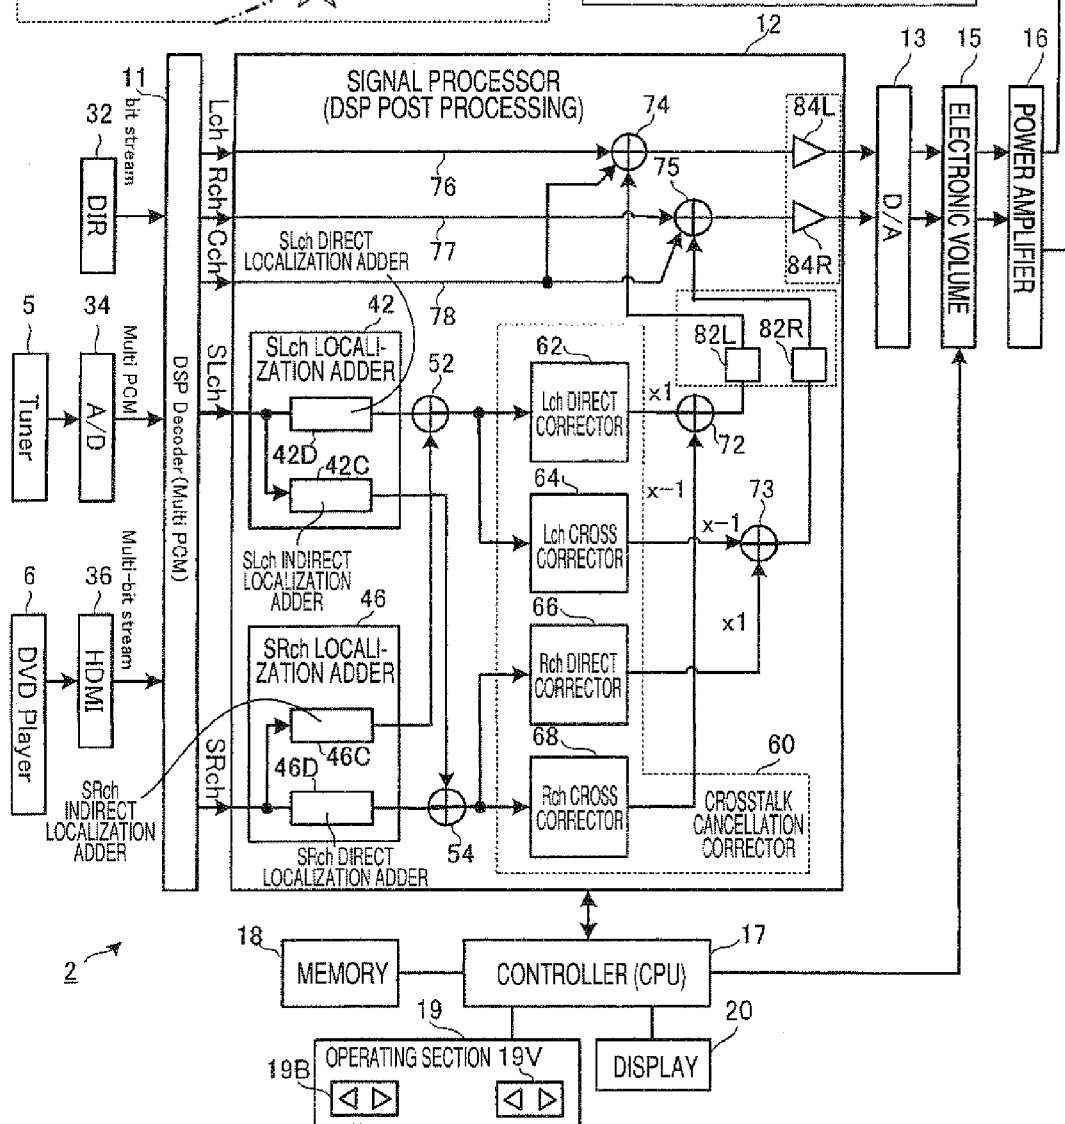 12
13
15
16
11
SIGNAL PROCESSOR
(DSP POST PROCESSING)
74
84L
32
bit stream
Lch
75
76
DIR
Rch
D/A
ELECTRONIC VOLUME
POWER AMPLIFIER
77
SLch DIRECT
LOCALIZATION ADDER
Cch
84R
78
5
34
Multi PCM
42
82L
82R
SLch LOCALI-
ZATION ADDER
52
62
Tuner
A/D
DSP Decoder (Multi PCM)
SLch
Lch DIRECT
CORRECTOR
x1
72
42D
42C
64
x-1
73
x-1
Lch CROSS
CORRECTOR
SLch INDIRECT
LOCALIZATION
ADDER
6
36
Multi-bit stream
46
66
x1
DVD Player
HDMI
SRch LOCALI-
ZATION ADDER
Rch DIRECT
CORRECTOR
46C
68
60
SRch
46D
SRch
INDIRECT
LOCALIZATION
ADDER
Rch CROSS
CORRECTOR
CROSSTALK
CANCELLATION
CORRECTOR
54
SRch DIRECT
LOCALIZATION ADDER
2
18
17
MEMORY
CONTROLLER (CPU)
19
20
OPERATING SECTION
19V
DISPLAY
19B